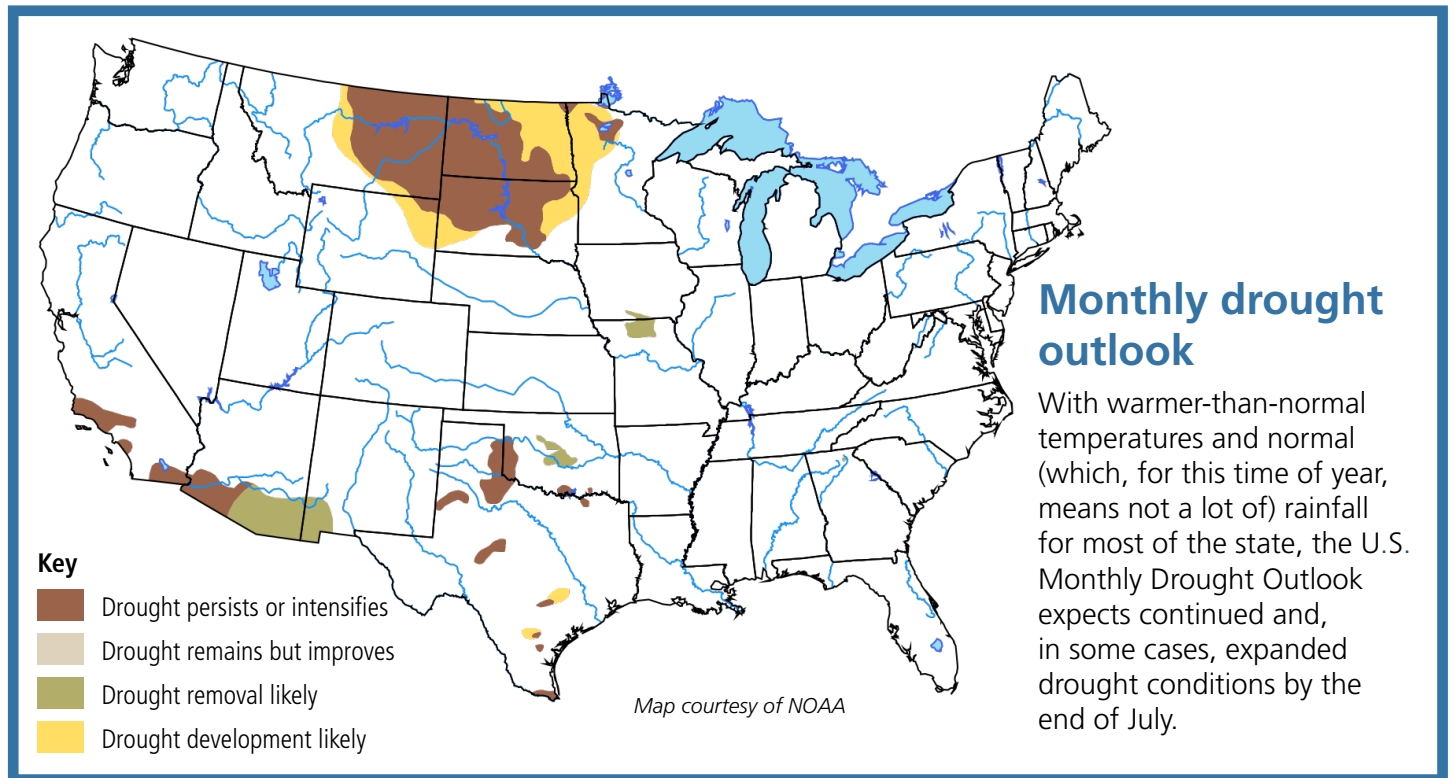 Monthly drought
outlook
With warmer-than-normal
temperatures and normal
(which, for this time of year,
means not a lot of) rainfall
for most of the state, the U.S.
Monthly Drought Outlook
expects continued and,
in some cases, expanded
drought conditions by the
end of July.
Key
Drought persists or intensifies
Drought remains but improves
Drought removal likely
Drought development likely
Map courtesy of NOAA